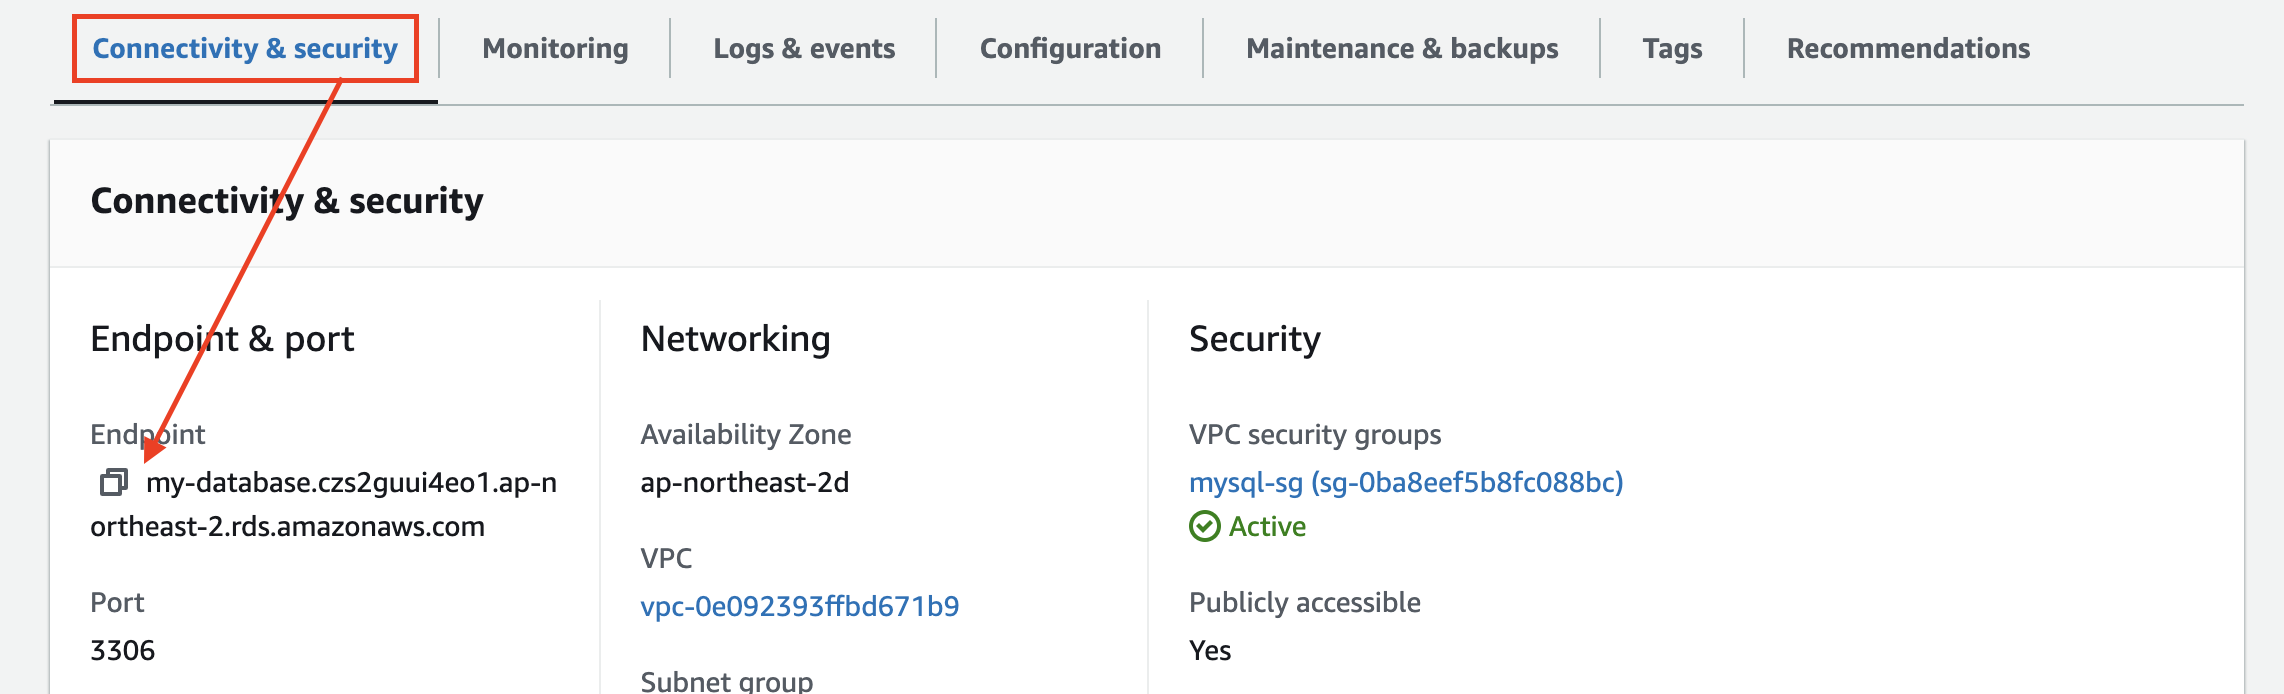 Connectivity & security
Monitoring
Logs & events
Configuration
Maintenance & backups
Tags
Recommendations
Connectivity & security
Endpoint & port
Endpoint
my-database.czs2guui4eo1.ap-n
ortheast-2.rds.amazonaws.com
Port
3306
Networking
Availability Zone
ap-northeast-2d
VPC
vpc-0e092393ffbd671b9
Subnet group
Security
VPC security groups
mysql-sg (sg-0ba8eef5b8fc088bc)
Active
Publicly accessible
Yes